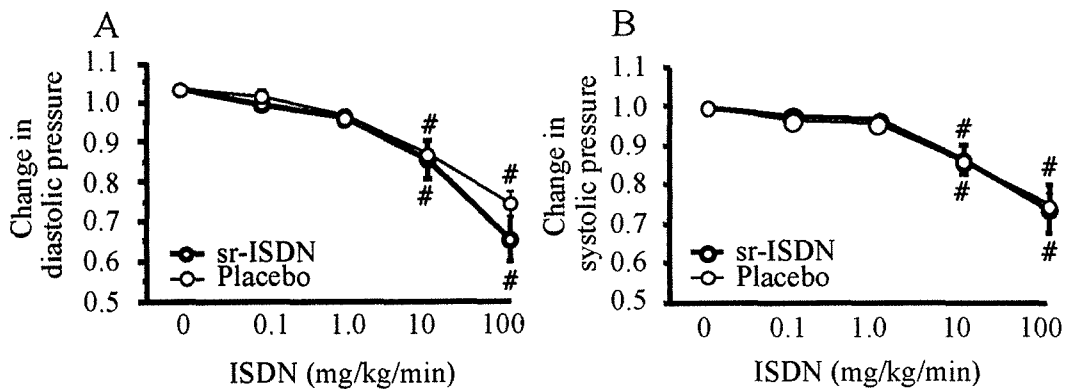 A
Change in
diastolic pressure
1.1
1.0
0.9
0.8
0.7
0.6
0.5
#
#
#
#
sr-ISDN
Placebo
0 0.1 1.0 10 100
ISDN (mg/kg/min)
B
Change in
systolic pressure
1.1
1.0
0.9
0.8
0.7
0.6
0.5
#
#
#
#
sr-ISDN
Placebo
0 0.1 1.0 10 100
ISDN (mg/kg/min)